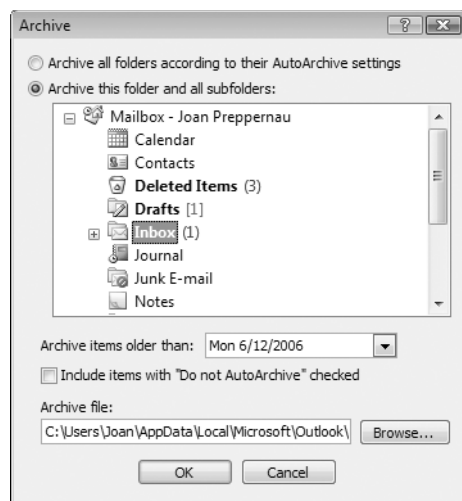 Archive
Archive all folders according to their AutoArchive settings
Archive this folder and all subfolders:
Mailbox - Joan Preppernau
Calendar
Contacts
Deleted Items (3)
Drafts [1]
Inbox (1)
Journal
Junk E-mail
Notes
Archive items older than: Mon 6/12/2006
Include items with "Do not AutoArchive" checked
Archive file:
C:\Users\Joan\AppData\Local\Microsoft\Outlook\ Browse...
OK Cancel